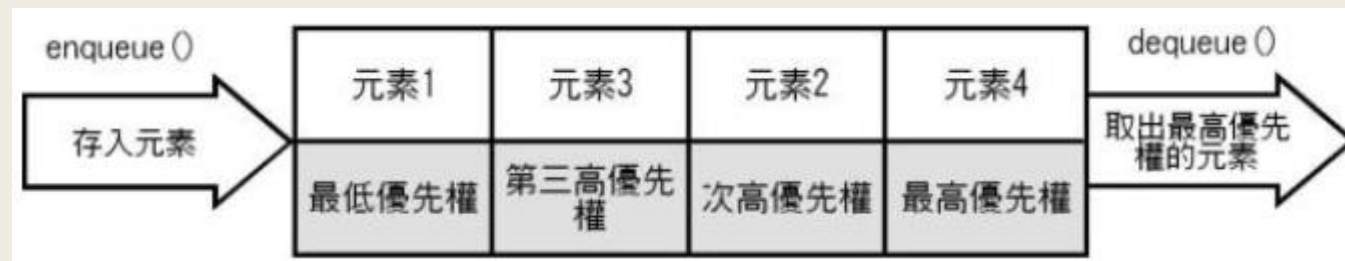 enqueue()
存入元素
元素1
元素3
元素2
元素4
最低優先權
第三高優先
權
次高優先權
最高優先權
dequeue()
取出最高優先
權的元素